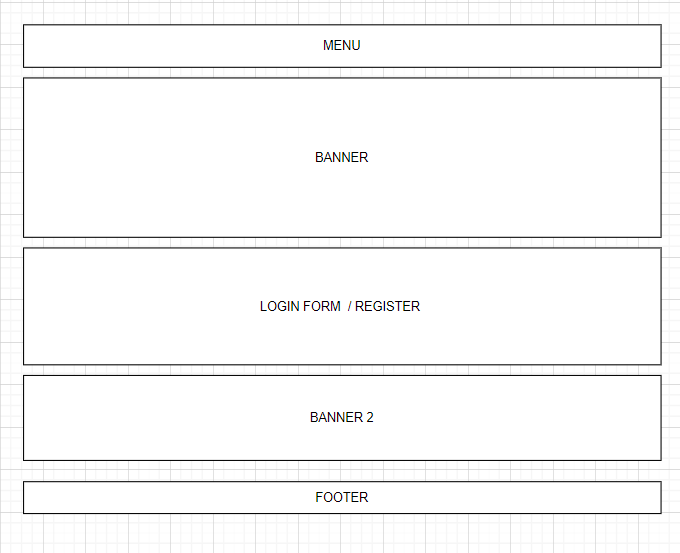 MENU
BANNER
LOGIN FORM / REGISTER
BANNER 2
FOOTER